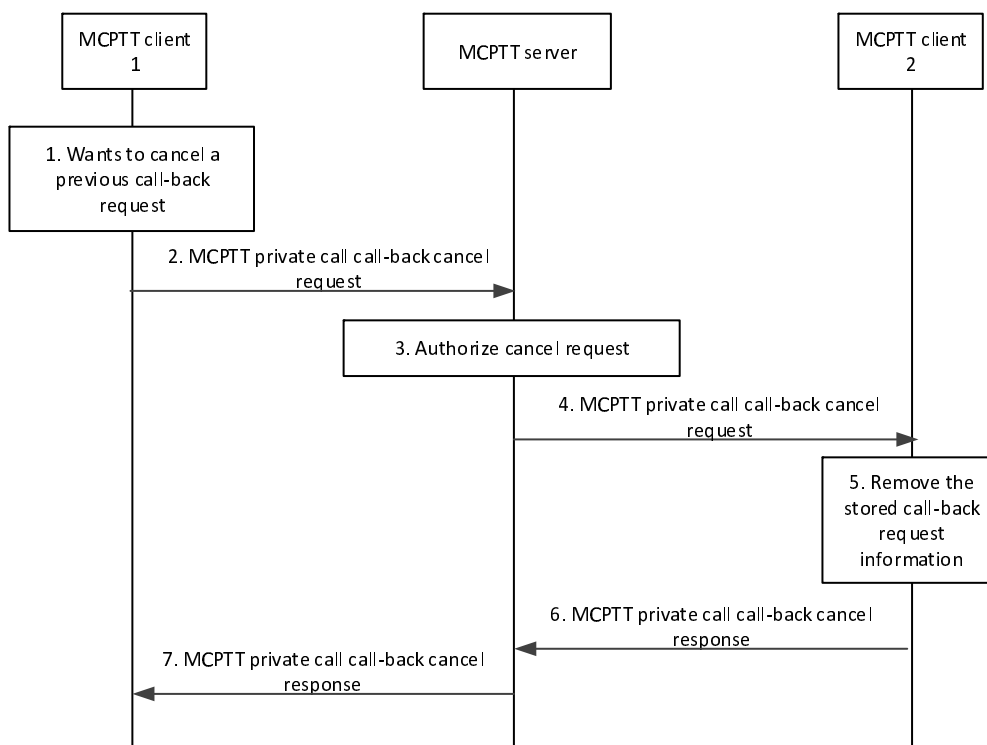 MCPTT client
1
MCPTT server
MCPTT client
2
1. Wants to cancel a
previous call-back
request
2. MCPTT private call call-back cancel
request
3. Authorize cancel request
4. MCPTT private call call-back cancel
request
5. Remove the
stored call-back
request
information
6. MCPTT private call call-back cancel
response
7. MCPTT private call call-back cancel
response